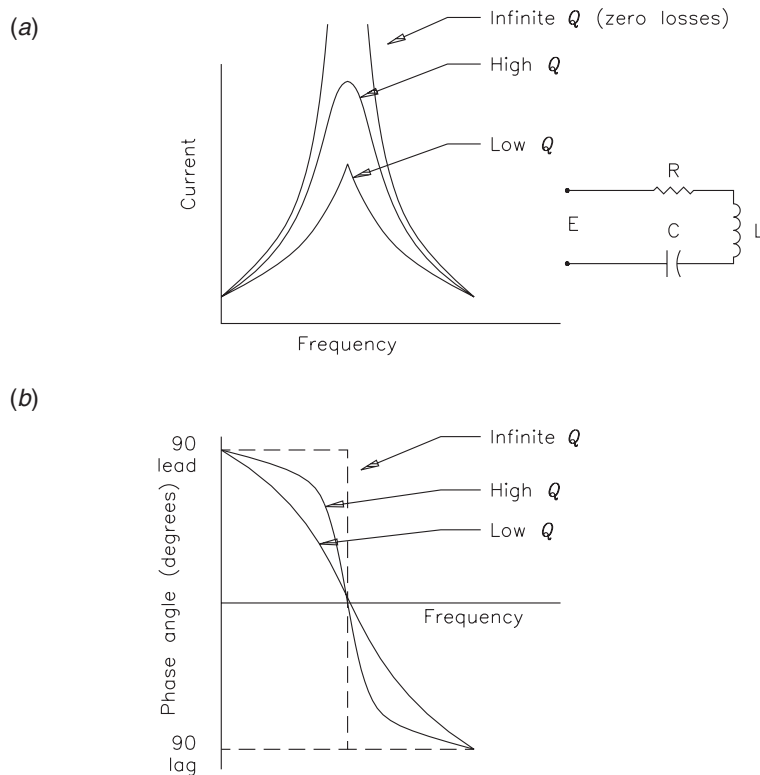 (a)
Infinite Q (zero losses)
High Q
Low Q
Current
Frequency
R
E
C
L
(b)
90
lead
Infinite Q
High Q
Low Q
Phase angle (degrees)
Frequency
90
lag